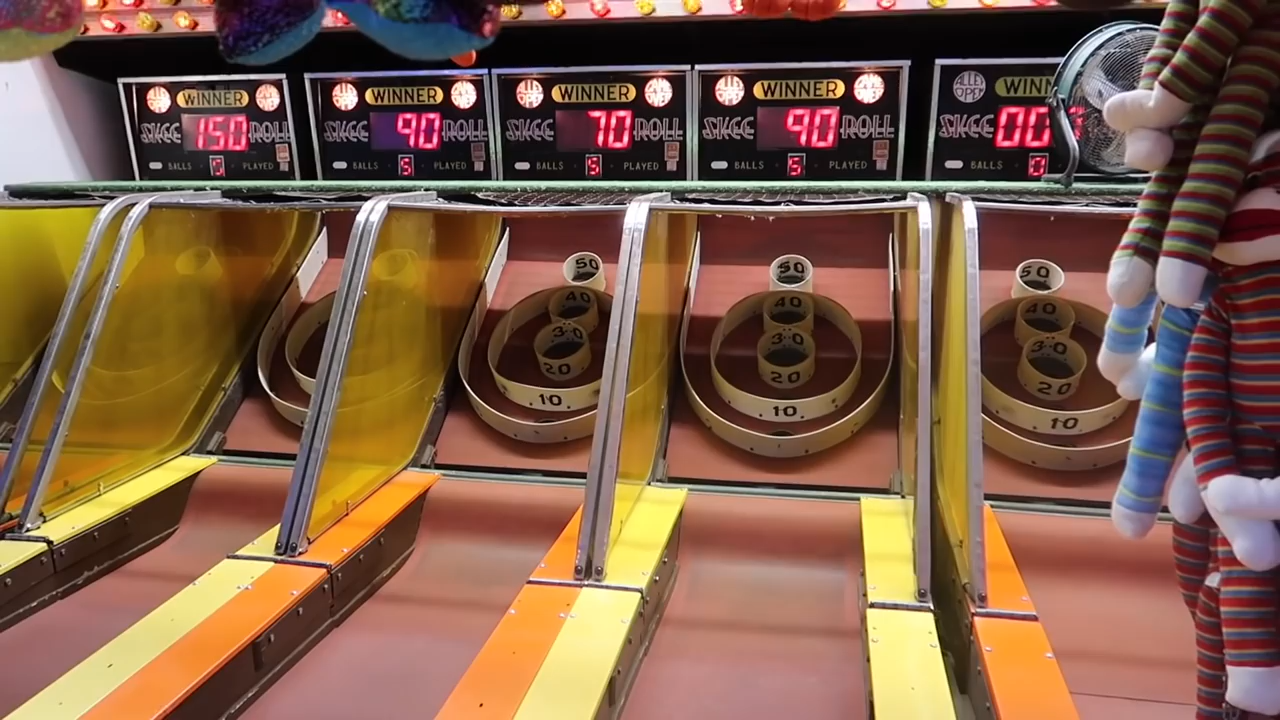 WINNER
SKEE 150 ROLL
BALLS 0 PLAYED
WINNER
SKEE 90 ROLL
BALLS 5 PLAYED
WINNER
SKEE 70 ROLL
BALLS 5 PLAYED
WINNER
SKEE 90 ROLL
BALLS 5 PLAYED
ALLEY OPEN WINN
SKEE 00
BALLS 0
50
40
30
20
10
50
40
30
20
10
50
40
30
20
10